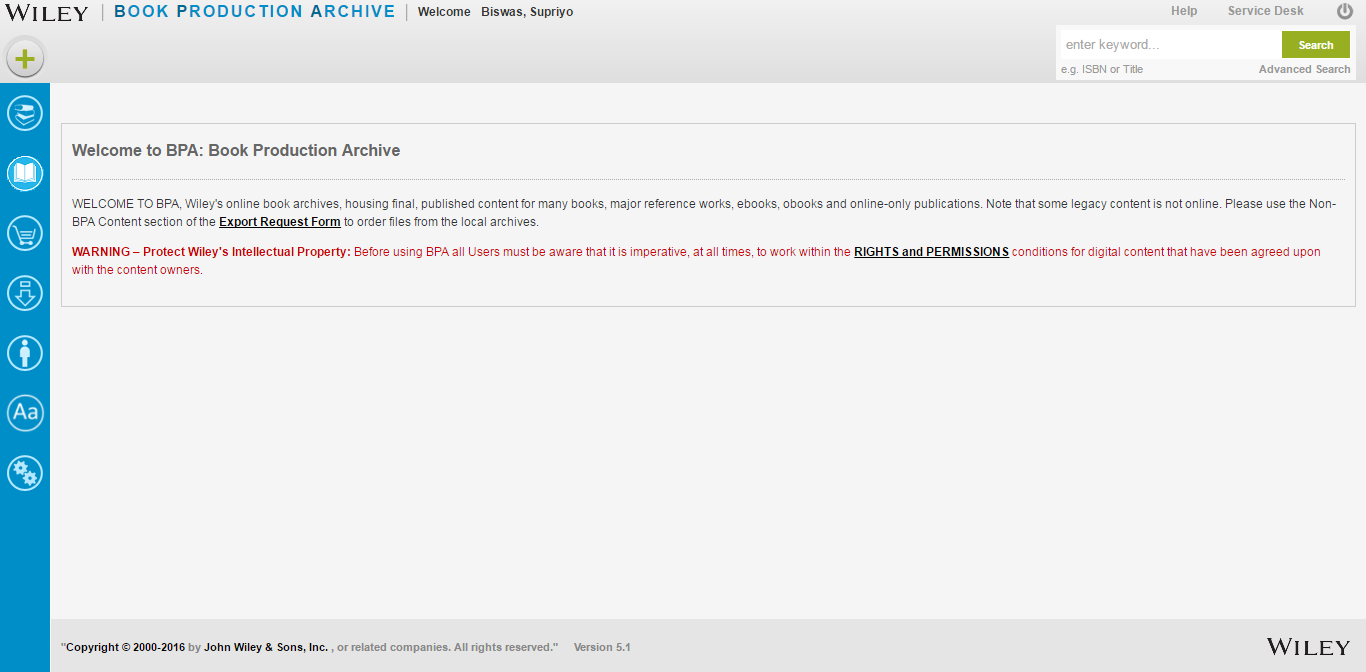 WILEY | BOOK PRODUCTION ARCHIVE | Welcome Biswas, Supriyo
Help Service Desk
enter keyword... Search
e.g. ISBN or Title Advanced Search
Welcome to BPA: Book Production Archive
WELCOME TO BPA, Wiley's online book archives, housing final, published content for many books, major reference works, ebooks, obooks and online-only publications. Note that some legacy content is not online. Please use the Non-
BPA Content section of the Export Request Form to order files from the local archives.
WARNING – Protect Wiley's Intellectual Property: Before using BPA all Users must be aware that it is imperative, at all times, to work within the RIGHTS and PERMISSIONS conditions for digital content that have been agreed upon
with the content owners.
Aa
"Copyright © 2000-2016 by John Wiley & Sons, Inc. , or related companies. All rights reserved." Version 5.1
WILEY